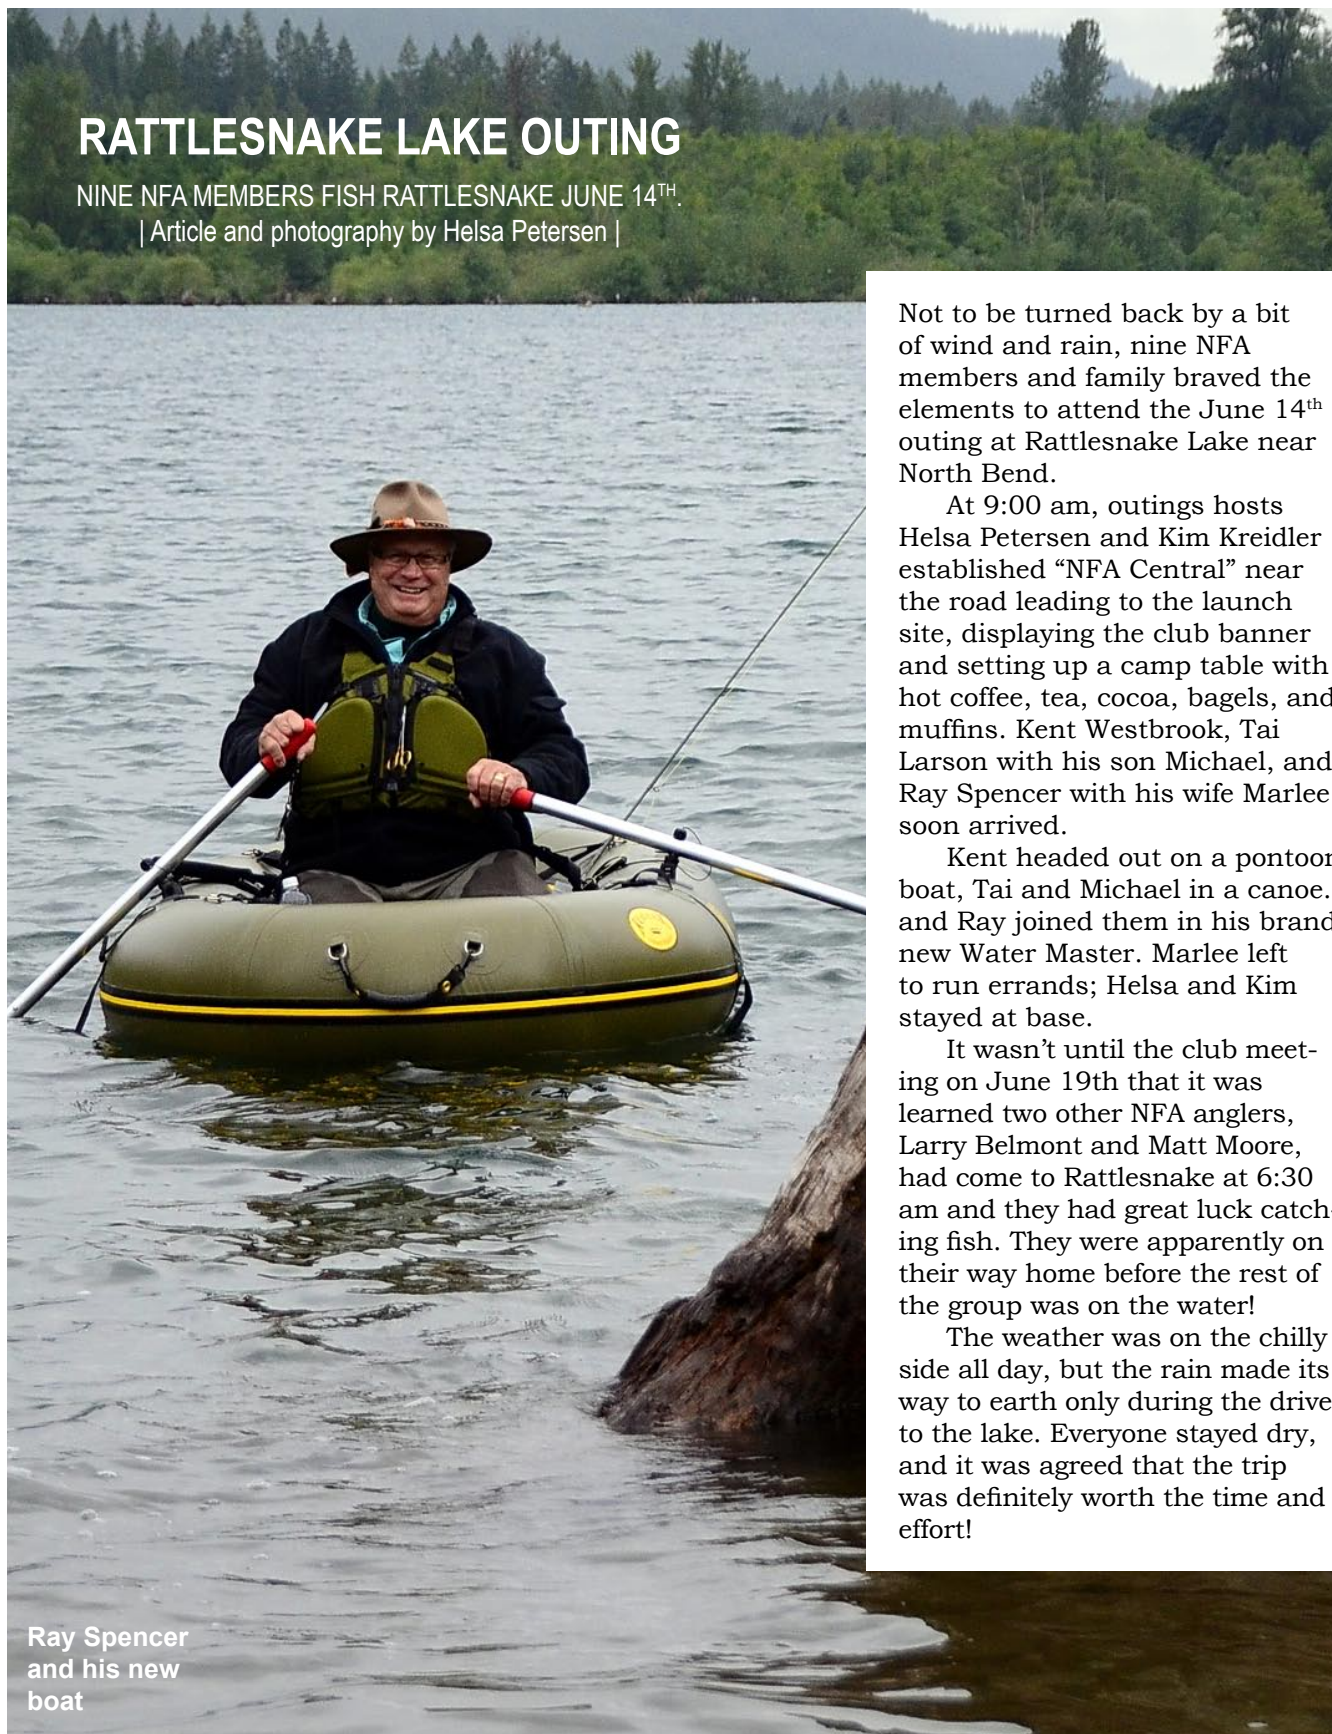 RATTLESNAKE LAKE OUTING
NINE NFA MEMBERS FISH RATTLESNAKE JUNE 14TH.
| Article and photography by Helsa Petersen |
Not to be turned back by a bit
of wind and rain, nine NFA
members and family braved the
elements to attend the June 14th
outing at Rattlesnake Lake near
North Bend.
At 9:00 am, outings hosts
Helsa Petersen and Kim Kreidler
established “NFA Central” near
the road leading to the launch
site, displaying the club banner
and setting up a camp table with
hot coffee, tea, cocoa, bagels, and
muffins. Kent Westbrook, Tai
Larson with his son Michael, and
Ray Spencer with his wife Marlee
soon arrived.
Kent headed out on a pontoon
boat, Tai and Michael in a canoe.
and Ray joined them in his brand
new Water Master. Marlee left
to run errands; Helsa and Kim
stayed at base.
It wasn’t until the club meet-
ing on June 19th that it was
learned two other NFA anglers,
Larry Belmont and Matt Moore,
had come to Rattlesnake at 6:30
am and they had great luck catch-
ing fish. They were apparently on
their way home before the rest of
the group was on the water!
The weather was on the chilly
side all day, but the rain made its
way to earth only during the drive
to the lake. Everyone stayed dry,
and it was agreed that the trip
was definitely worth the time and
effort!
Ray Spencer
and his new
boat